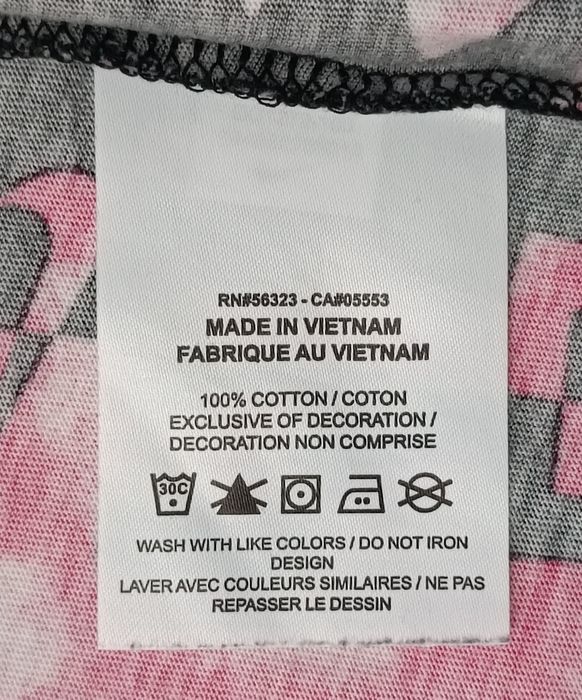 RN#56323 - CA#05553
MADE IN VIETNAM
FABRIQUE AU VIETNAM
100% COTTON / COTON
EXCLUSIVE OF DECORATION /
DECORATION NON COMPRISE
30C
WASH WITH LIKE COLORS / DO NOT IRON
DESIGN
LAVER AVEC COULEURS SIMILAIRES / NE PAS
REPASSER LE DESSIN